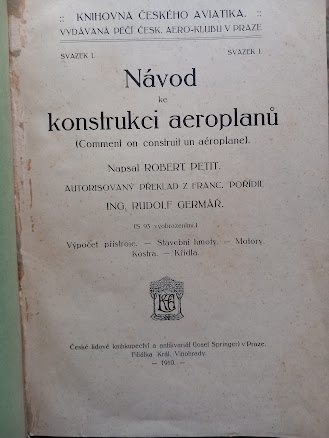 :: KNIHOVNA ČESKÉHO AVIATIKA. ::
VYDÁVANÁ PÉČÍ ČESK. AERO-KLUBU V PRAZE
SVAZEK I. SVAZEK I.
Návod
ke
konstrukci aeroplanů
(Comment on construit un aéroplane).
Napsal ROBERT PETIT.
AUTORISOVANÝ PŘEKLAD Z FRANC. POŘÍDIL
ING. RUDOLF GERMÁŘ.
(S 93 vyobrazeními.)
Výpočet přístroje. — Stavební hmoty. — Motory.
Kostra. — Křídla.
České lidové knihkupectví a antikvariát (Josef Springer) v Praze.
Filiálka Král. Vinohrady.
— 1910. —